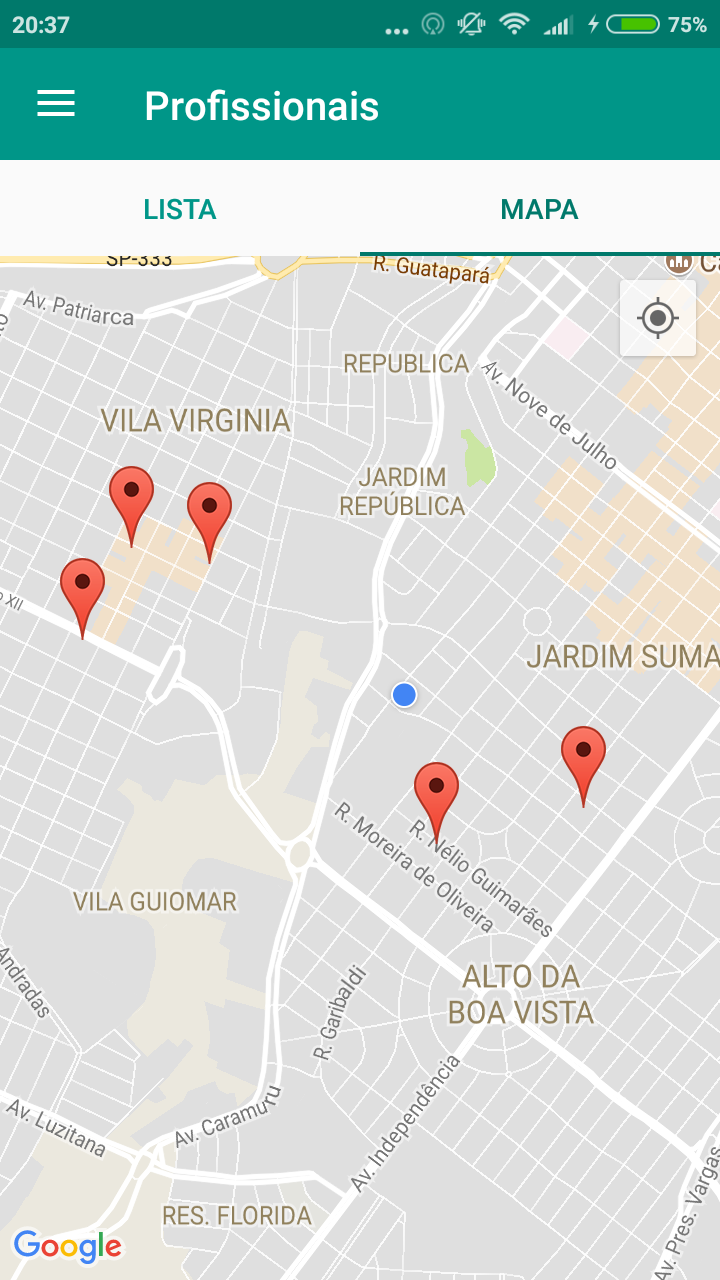 20:37
75%
Profissionais
LISTA
MAPA
SP-333
R. Guatapará
Av. Patriarca
REPUBLICA
Av. Nove de Julho
VILA VIRGINIA
JARDIM
REPÚBLICA
XII
JARDIM SUMA
R. Nélio Guimarães
R. Moreira de Oliveira
VILA GUIOMAR
Andradas
ALTO DA
BOA VISTA
R. Garibaldi
Av. Independência
Av. Caramuru
Av. Luzitana
Av. Pres. Vargas
RES. FLORIDA
Google